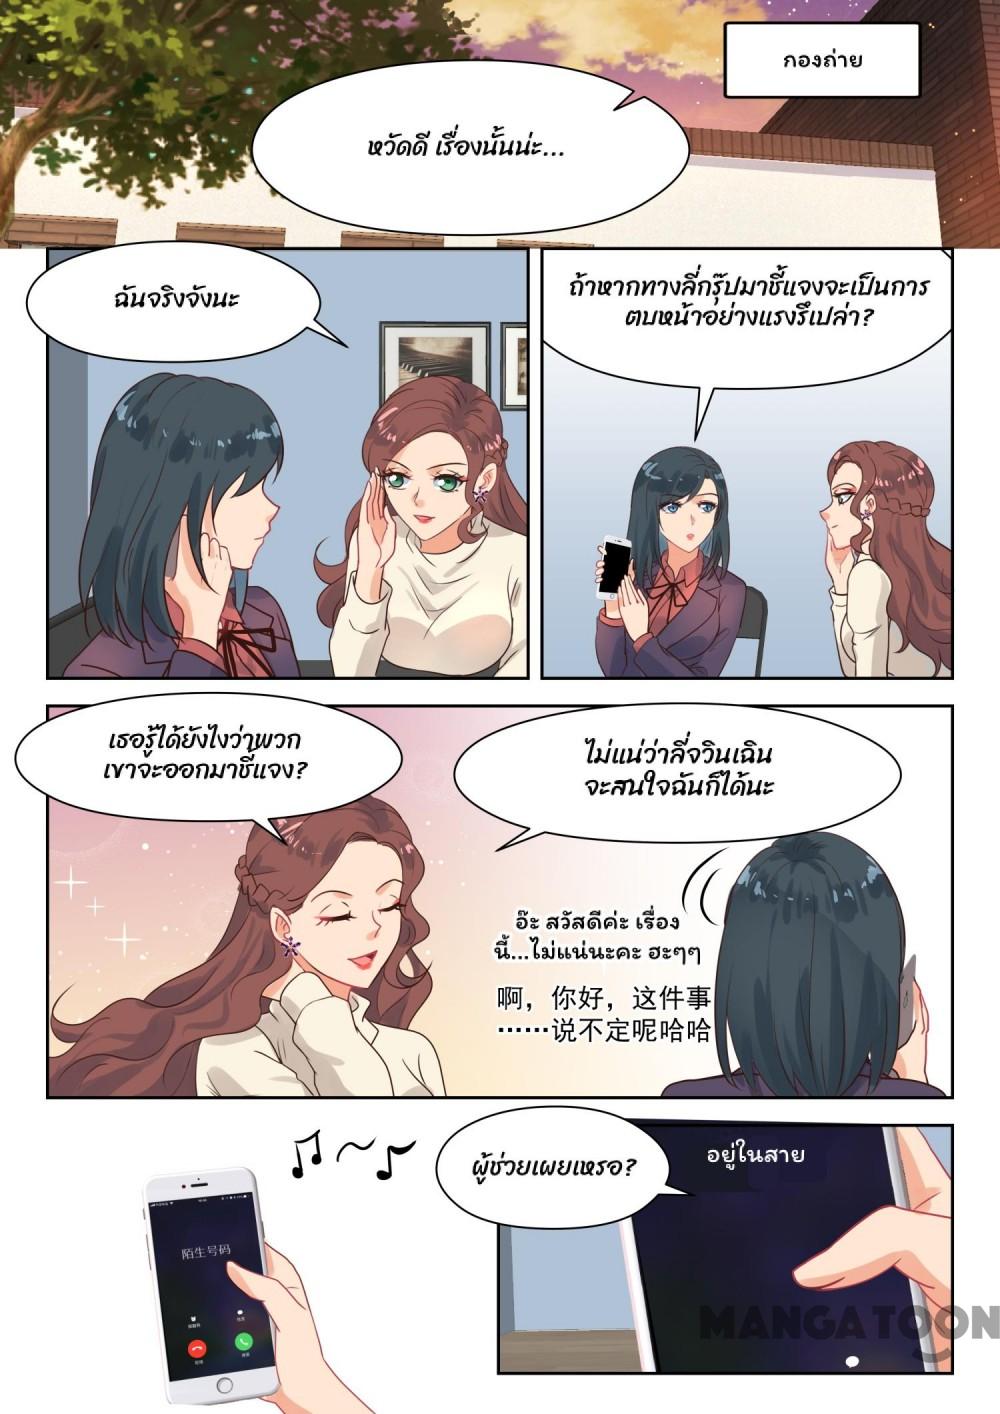 กองถ่าย
หวัดดี เรื่องนั้นน่ะ...
ฉันจริงจังนะ
ถ้าหากทางลี่กรุ๊ปมาชี้แจงจะเป็นการ
ตบหน้าอย่างแรงรึเปล่า?
เธอรู้ได้ยังไงว่าพวก
เขาจะออกมาชี้แจง?
ไม่แน่ว่าลี่จวินเฉิน
จะสนใจฉันก็ได้นะ
อ๊ะ สวัสดีค่ะ เรื่อง
นี้...ไม่แน่นะคะ ฮะๆๆ
啊，你好，这件事
……说不定呢哈哈
陌生号码
ผู้ช่วยเผยเหรอ?
อยู่ในสาย
MANGATOON